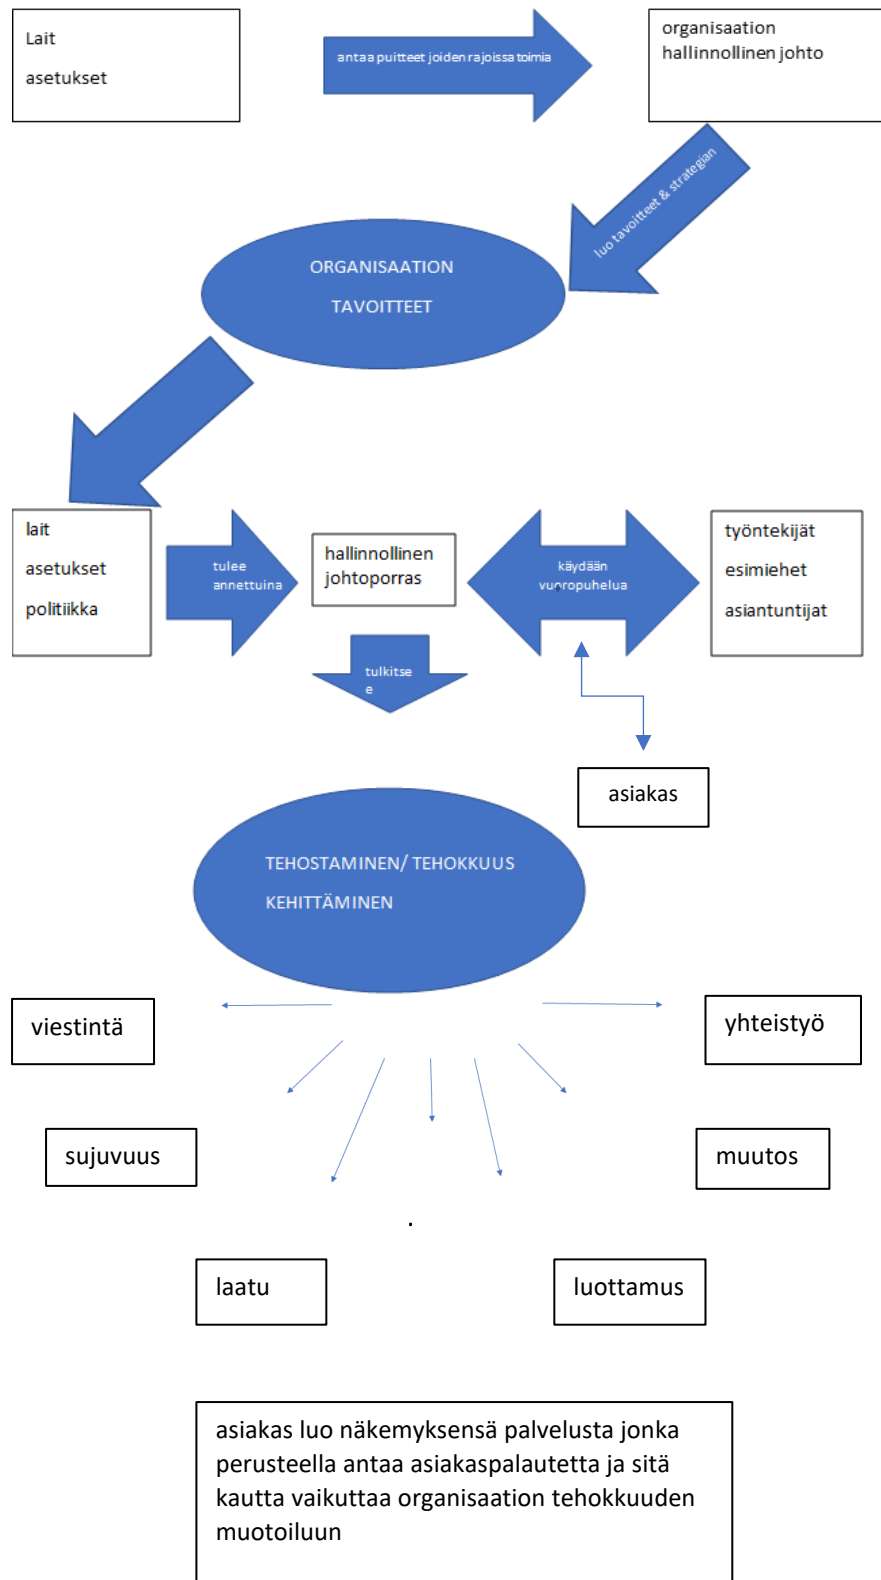 Lait
asetukset
antaa puitteet joiden rajoissa toimia
organisaation
hallinnollinen johto
luo tavoitteet & strategian
ORGANISAATION
TAVOITTEET
lait
asetukset
politiikka
tulee
annettuina
hallinnollinen
johtoporras
käydään
vuoropuhelua
työntekijät
esimiehet
asiantuntijat
tulkitse
e
asiakas
TEHOSTAMINEN/ TEHOKKUUS
KEHITTÄMINEN
viestintä
yhteistyö
sujuvuus
muutos
.
laatu
luottamus
asiakas luo näkemyksensä palvelusta jonka
perusteella antaa asiakaspalautetta ja sitä
kautta vaikuttaa organisaation tehokkuuden
muotoiluun